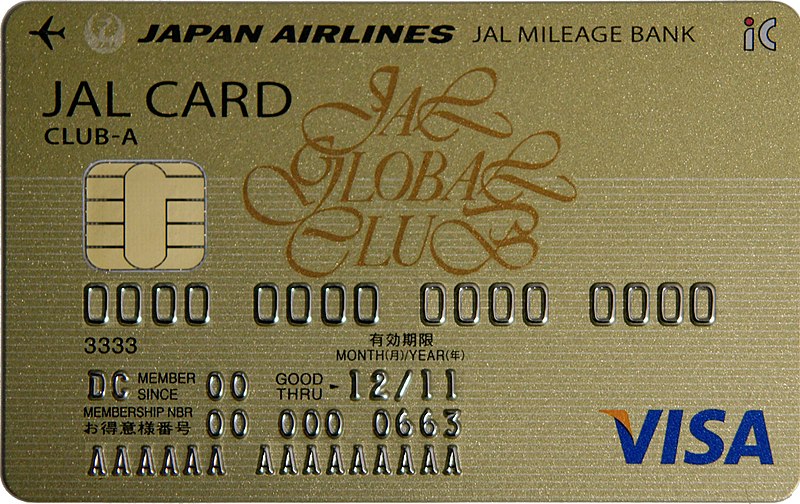 JAPAN AIRLINES JAL MILEAGE BANK iC
JAL CARD
CLUB-A
JAL
GLOBAL
CLUB
0000 0000 0000 0000
3333
有効期限
MONTH(月)/YEAR(年)
DC MEMBER SINCE 00 GOOD THRU -12/11
MEMBERSHIP NBR
お得意様番号 00 000 0663
AAAAAA AAAAAAAAA
VISA